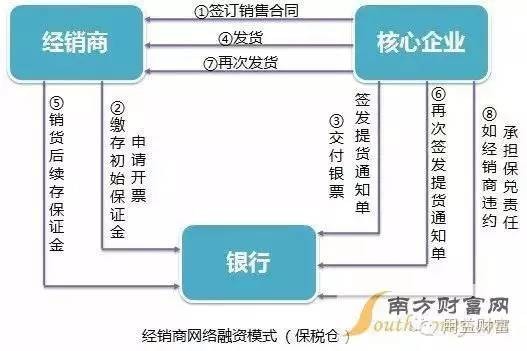 ①签订销售合同
④发货
⑦再次发货
经销商
核心企业
⑤销货后续存保证金
②缴存初始保证金
申请开票
③交付银票
签发提货通知单
⑥再次签发提货通知单
⑧如经销商违约
承担保兑责任
银行
南方财富网
用益财富
经销商网络融资模式（保税仓）